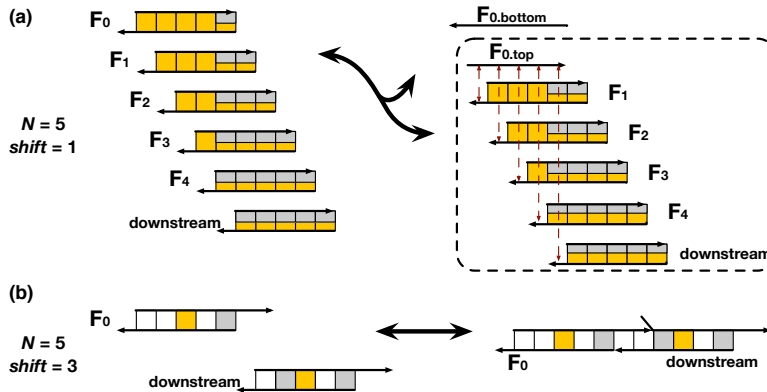 (a)
F0
F1
F2
F3
F4
downstream
N = 5
shift = 1
F0.bottom
F0.top
F1
F2
F3
F4
downstream
(b)
F0
downstream
N = 5
shift = 3
F0
downstream